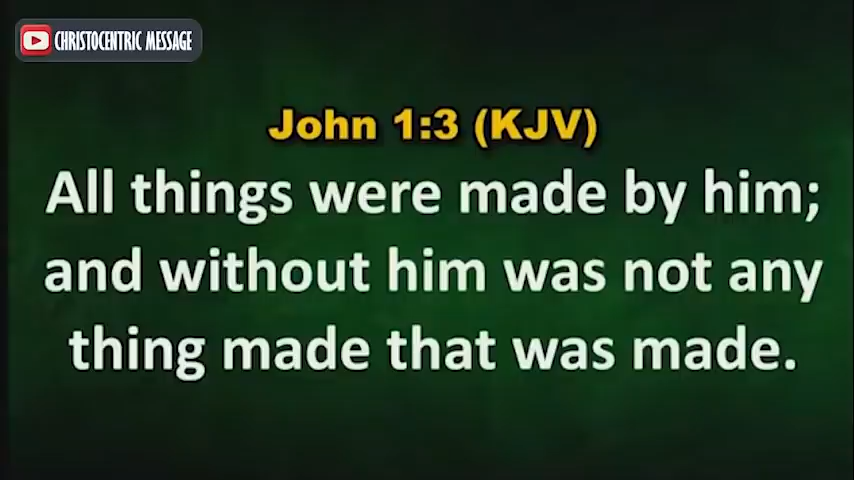 CHRISTOCENTRIC MESSAGE
John 1:3 (KJV)
All things were made by him;
and without him was not any
thing made that was made.